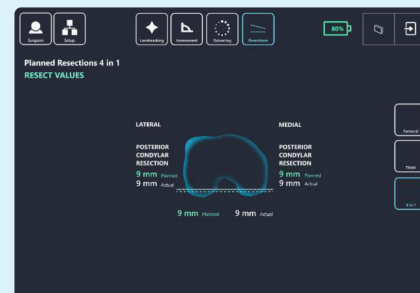 Surgeon Setup Landmarking Assessment Balancing Resections 80%
Planned Resections 4 in 1
RESECT VALUES
LATERAL MEDIAL
POSTERIOR POSTERIOR
CONDYLAR CONDYLAR
RESECTION RESECTION
9 mm Planned 9 mm Planned
9 mm Actual 9 mm Actual
9 mm Planned 9 mm Actual
Femoral
Tibial
4 in 1